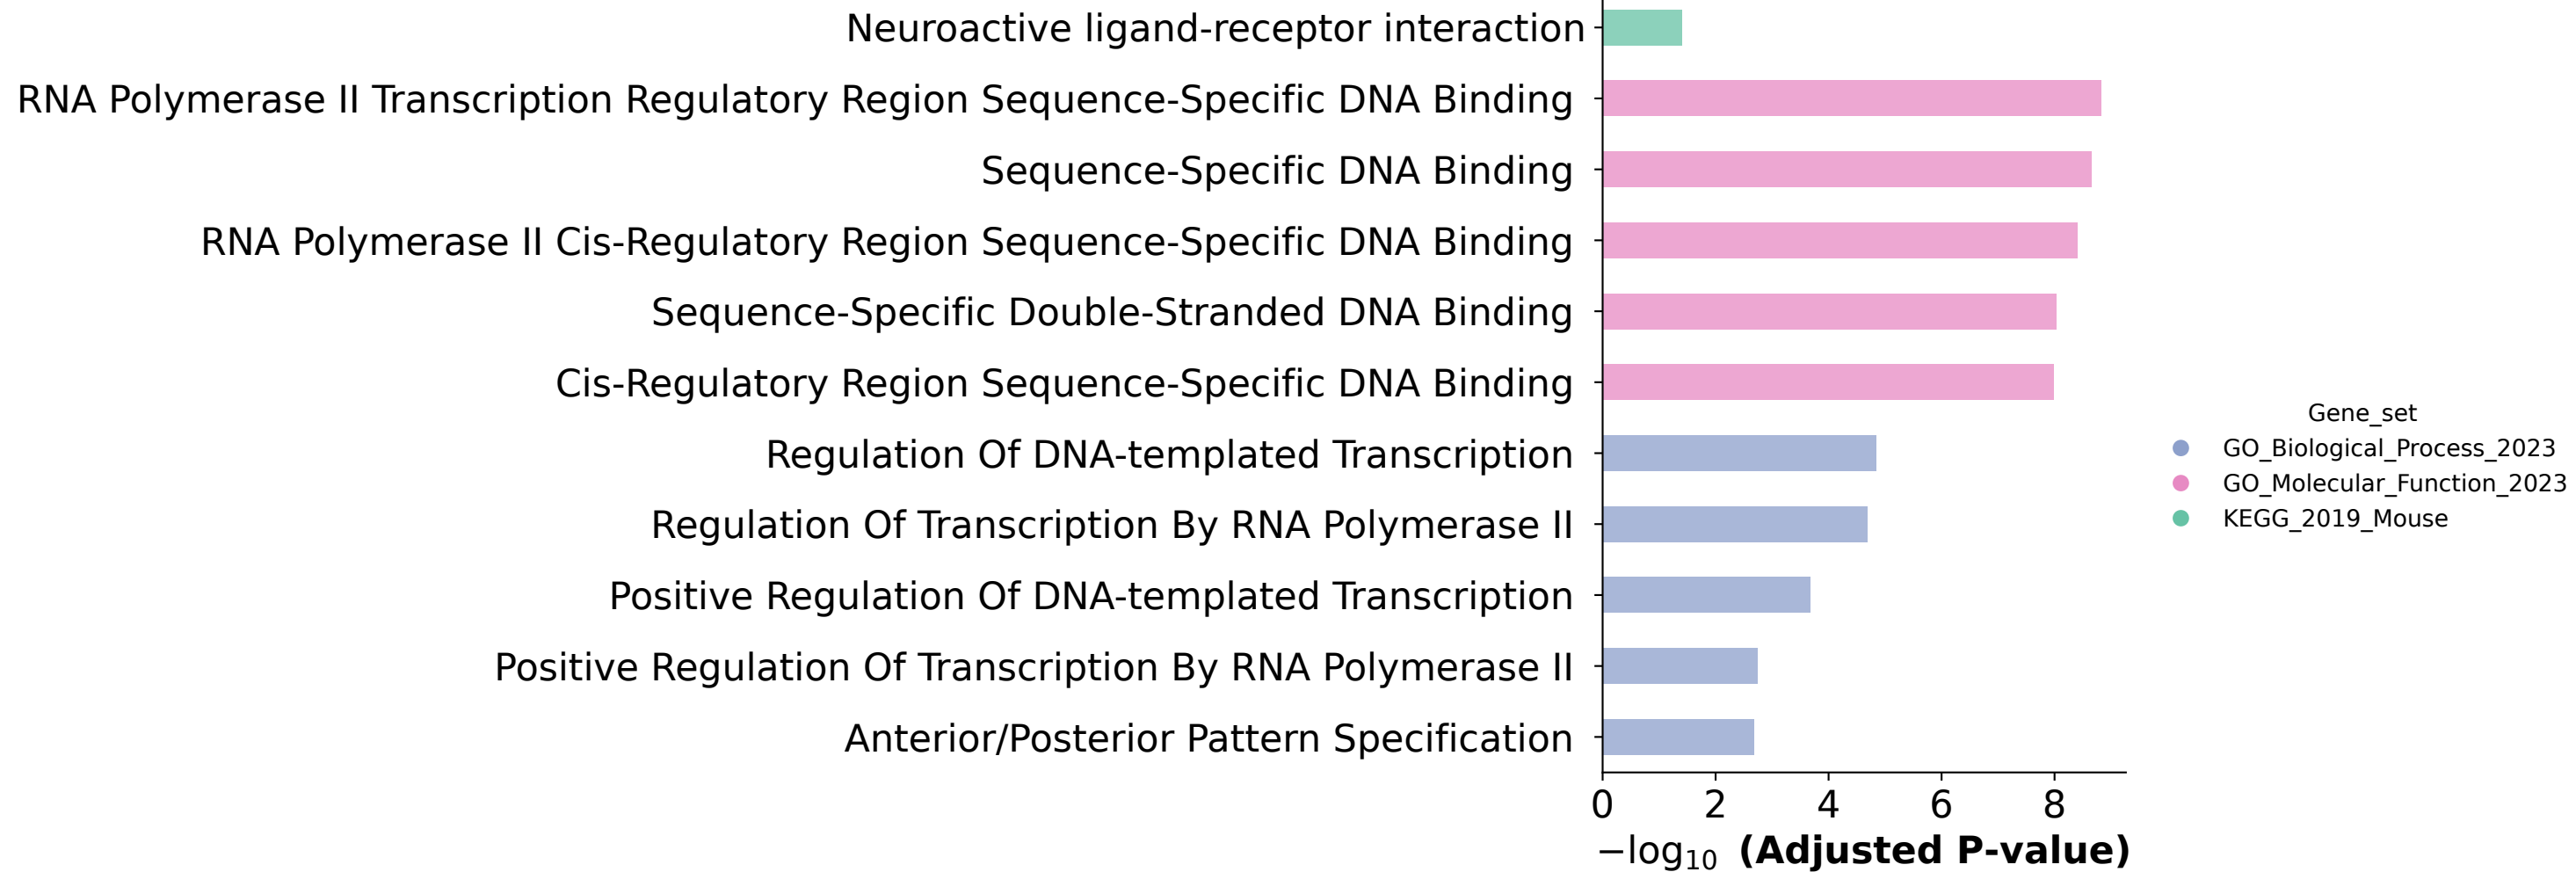 Neuroactive ligand-receptor interaction
RNA Polymerase II Transcription Regulatory Region Sequence-Specific DNA Binding
Sequence-Specific DNA Binding
RNA Polymerase II Cis-Regulatory Region Sequence-Specific DNA Binding
Sequence-Specific Double-Stranded DNA Binding
Cis-Regulatory Region Sequence-Specific DNA Binding
Regulation Of DNA-templated Transcription
Regulation Of Transcription By RNA Polymerase II
Positive Regulation Of DNA-templated Transcription
Positive Regulation Of Transcription By RNA Polymerase II
Anterior/Posterior Pattern Specification
0 2 4 6 8
−log₁₀ (Adjusted P-value)
Gene_set
GO_Biological_Process_2023
GO_Molecular_Function_2023
KEGG_2019_Mouse